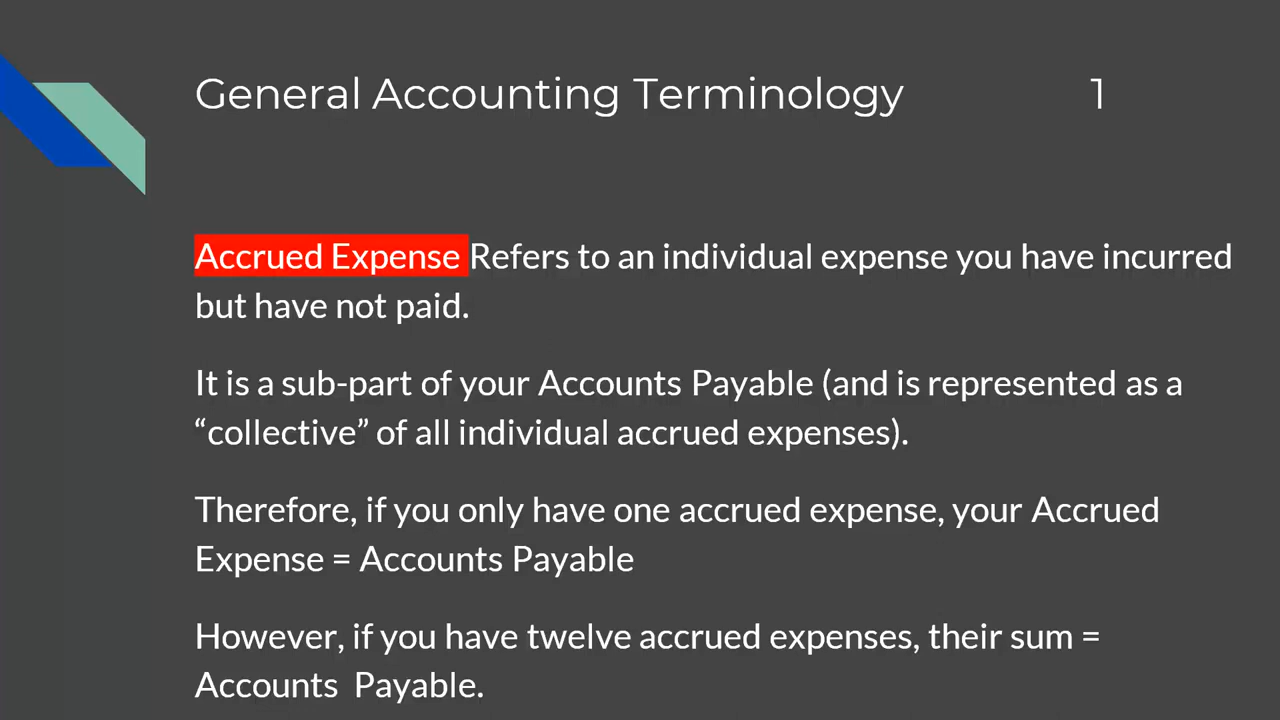 General Accounting Terminology 1
Accrued Expense Refers to an individual expense you have incurred
but have not paid.
It is a sub-part of your Accounts Payable (and is represented as a
“collective” of all individual accrued expenses).
Therefore, if you only have one accrued expense, your Accrued
Expense = Accounts Payable
However, if you have twelve accrued expenses, their sum =
Accounts Payable.